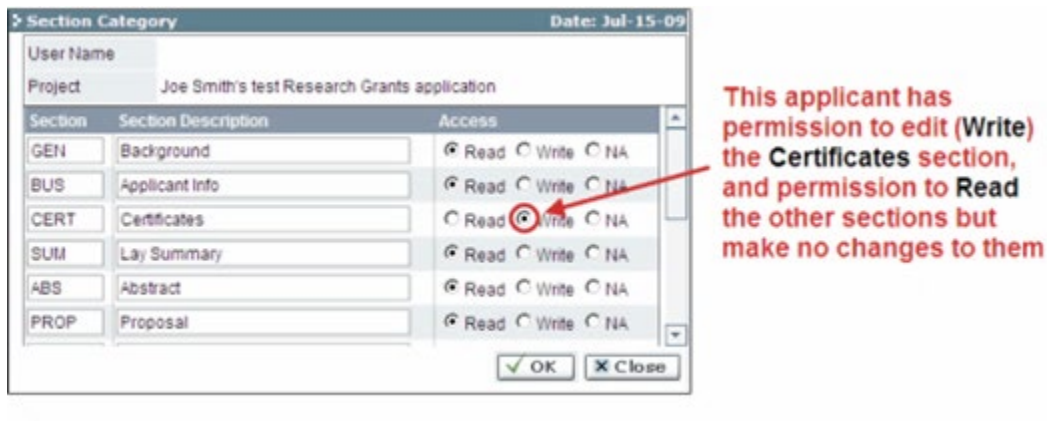 Section Category Date: Jul-15-09
User Name
Project Joe Smith's test Research Grants application
Section Section Description Access
GEN Background Read Write NA
BUS Applicant Info Read Write NA
CERT Certificates Read Write NA
SUM Lay Summary Read Write NA
ABS Abstract Read Write NA
PROP Proposal Read Write NA
OK Close
This applicant has
permission to edit (Write)
the Certificates section,
and permission to Read
the other sections but
make no changes to them